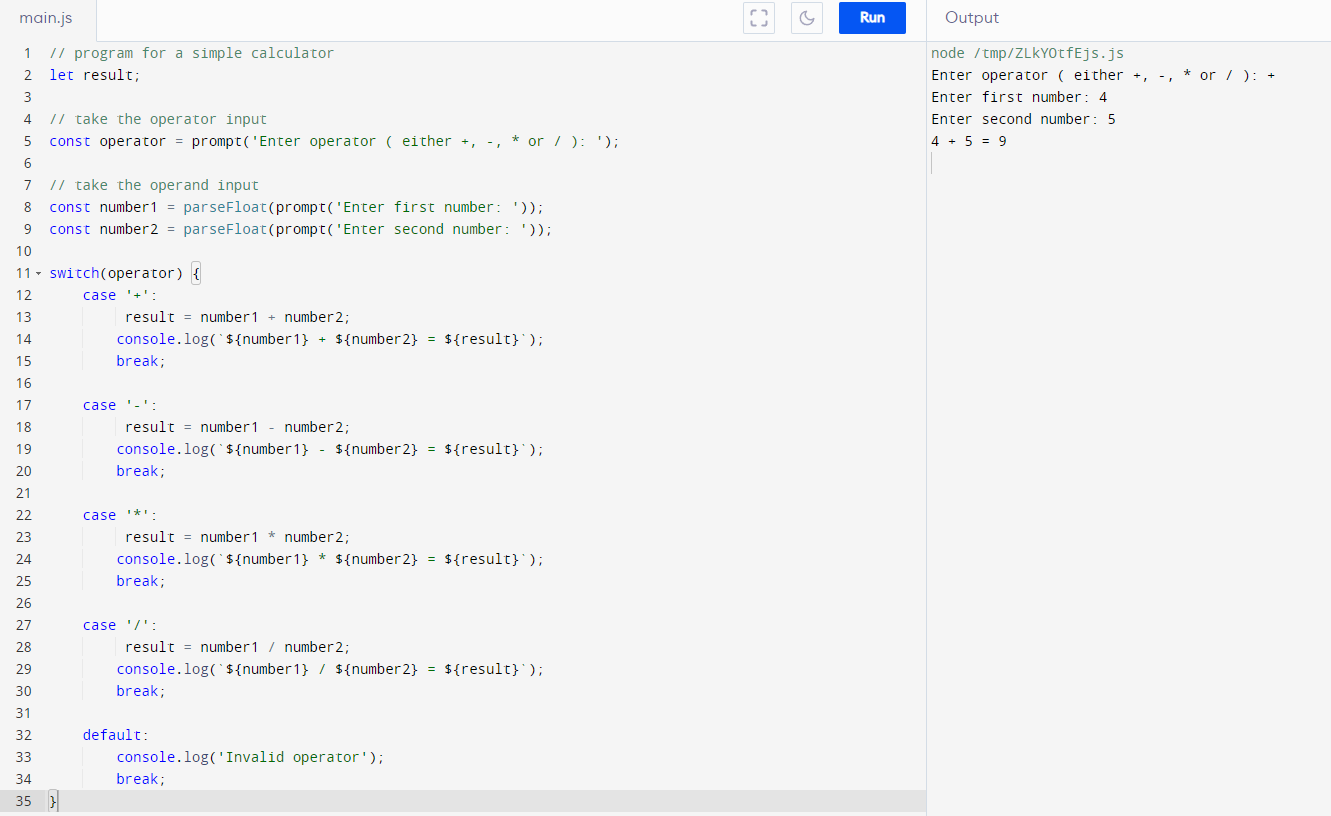 main.js
Run
Output
1 // program for a simple calculator
2 let result;
3
4 // take the operator input
5 const operator = prompt('Enter operator ( either +, -, * or / ): ');
6
7 // take the operand input
8 const number1 = parseFloat(prompt('Enter first number: '));
9 const number2 = parseFloat(prompt('Enter second number: '));
10
11 switch(operator) {
12     case '+':
13          result = number1 + number2;
14         console.log(`${number1} + ${number2} = ${result}`);
15         break;
16
17     case '-':
18          result = number1 - number2;
19         console.log(`${number1} - ${number2} = ${result}`);
20         break;
21
22     case '*':
23          result = number1 * number2;
24         console.log(`${number1} * ${number2} = ${result}`);
25         break;
26
27     case '/':
28          result = number1 / number2;
29         console.log(`${number1} / ${number2} = ${result}`);
30         break;
31
32     default:
33         console.log('Invalid operator');
34         break;
35 }
node /tmp/ZLkYOtfEjs.js
Enter operator ( either +, -, * or / ): +
Enter first number: 4
Enter second number: 5
4 + 5 = 9